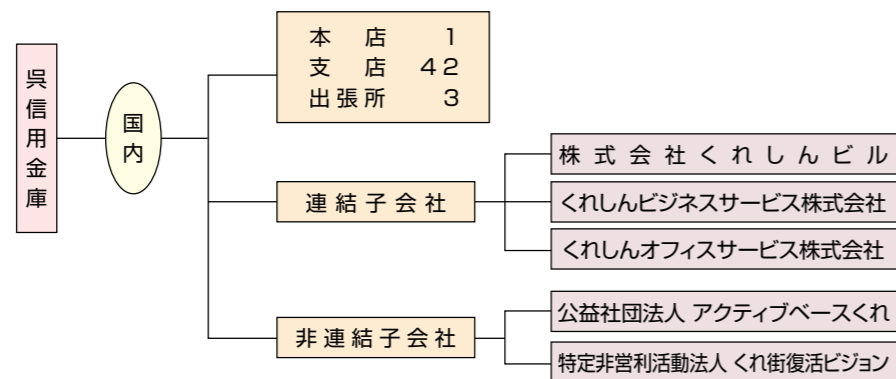 呉信用金庫
国内
本店 1
支店 42
出張所 3
連結子会社
株式会社くれしんビル
くれしんビジネスサービス株式会社
くれしんオフィスサービス株式会社
非連結子会社
公益社団法人 アクティブベースくれ
特定非営利活動法人 くれ街復活ビジョン